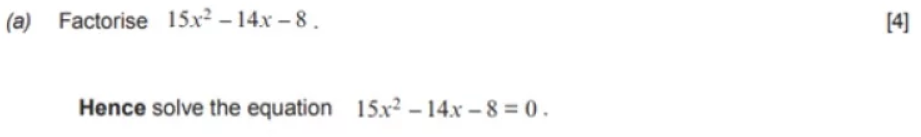 (a) Factorise 15x² – 14x – 8 . [4]
Hence solve the equation 15x² – 14x – 8 = 0 .